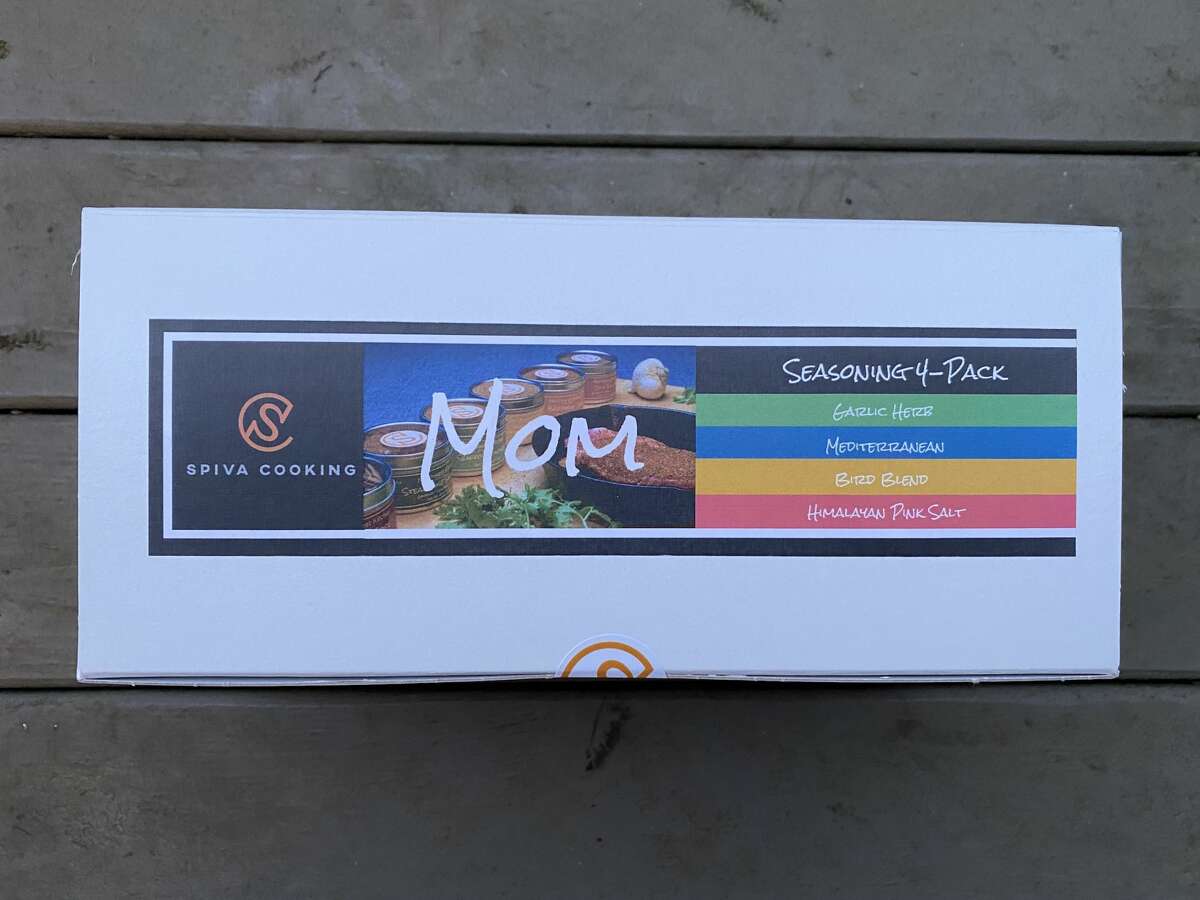 SPIVA COOKING
Mom
Seasoning 4-Pack
Garlic Herb
Mediterranean
Bird Blend
Himalayan Pink Salt